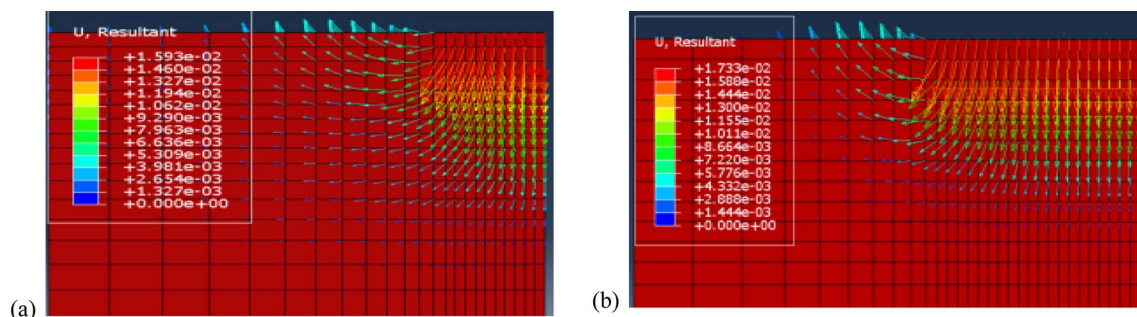 U, Resultant
+1.593e-02
+1.460e-02
+1.327e-02
+1.194e-02
+1.062e-02
+9.290e-03
+7.963e-03
+6.636e-03
+5.309e-03
+3.981e-03
+2.654e-03
+1.327e-03
+0.000e+00
(a)
U, Resultant
+1.733e-02
+1.588e-02
+1.444e-02
+1.300e-02
+1.155e-02
+1.011e-02
+8.664e-03
+7.220e-03
+5.776e-03
+4.332e-03
+2.888e-03
+1.444e-03
+0.000e+00
(b)